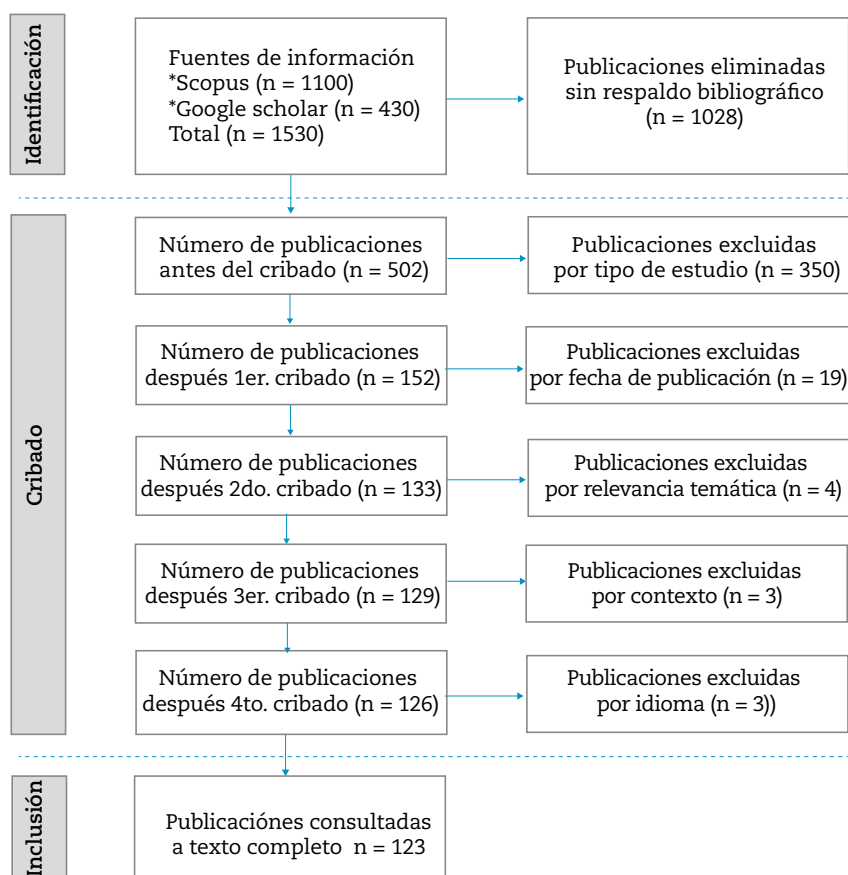 Identificación
Fuentes de información
*Scopus (n = 1100)
*Google scholar (n = 430)
Total (n = 1530)
Publicaciones eliminadas
sin respaldo bibliográfico
(n = 1028)
Cribado
Número de publicaciones
antes del cribado (n = 502)
Publicaciones excluidas
por tipo de estudio (n = 350)
Número de publicaciones
después 1er. cribado (n = 152)
Publicaciones excluidas
por fecha de publicación (n = 19)
Número de publicaciones
después 2do. cribado (n = 133)
Publicaciones excluidas
por relevancia temática (n = 4)
Número de publicaciones
después 3er. cribado (n = 129)
Publicaciones excluidas
por contexto (n = 3)
Número de publicaciones
después 4to. cribado (n = 126)
Publicaciones excluidas
por idioma (n = 3))
Inclusión
Publicaciónes consultadas
a texto completo n = 123